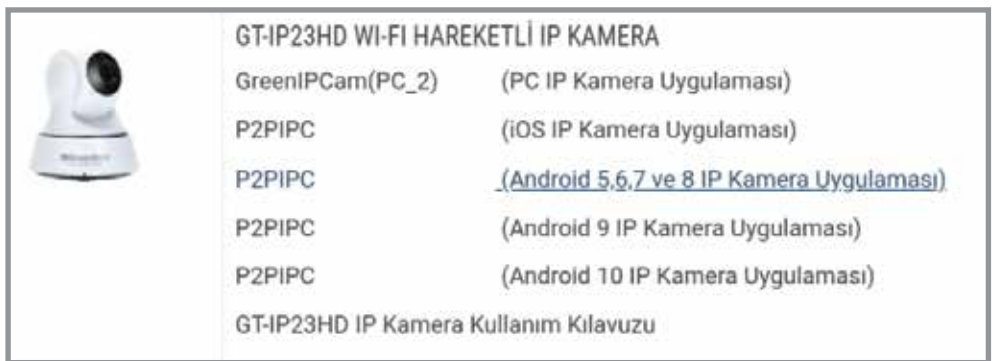 GT-IP23HD WI-FI HAREKETLİ IP KAMERA
GreenIPCam(PC_2) (PC IP Kamera Uygulaması)
P2PIPC (iOS IP Kamera Uygulaması)
P2PIPC (Android 5,6,7 ve 8 IP Kamera Uygulaması)
P2PIPC (Android 9 IP Kamera Uygulaması)
P2PIPC (Android 10 IP Kamera Uygulaması)
GT-IP23HD IP Kamera Kullanım Kılavuzu